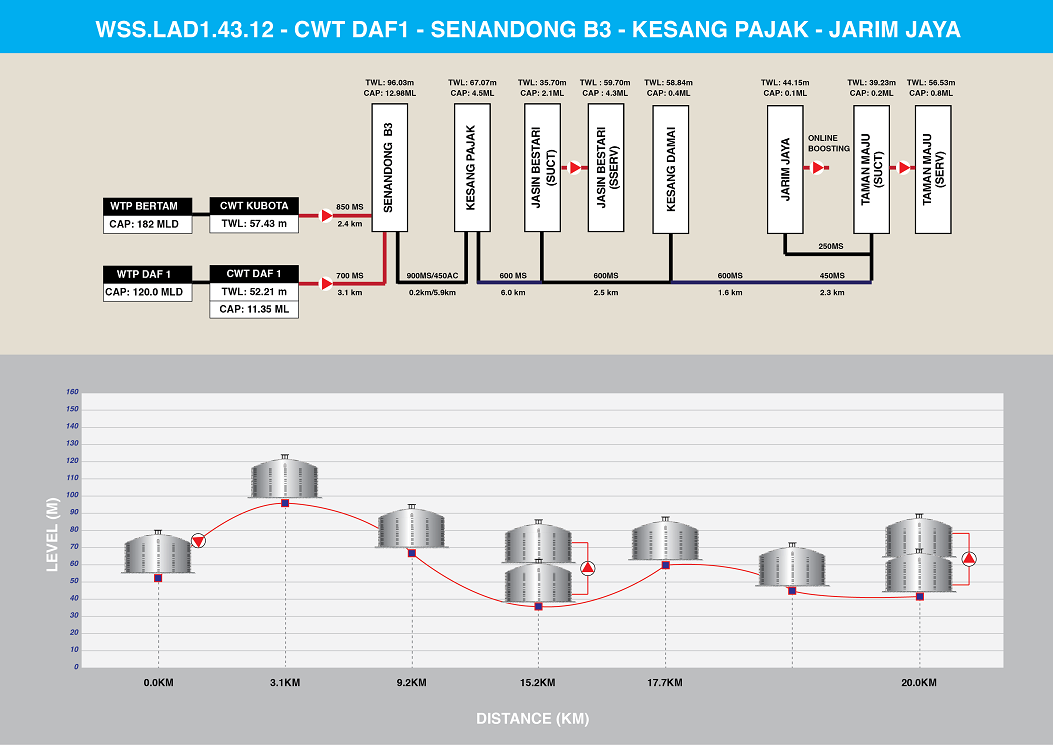 WSS.LAD1.43.12 - CWT DAF1 - SENANDONG B3 - KESANG PAJAK - JARIM JAYA
TWL: 96.03m
CAP: 12.98ML
TWL: 67.07m
CAP: 4.5ML
TWL: 35.70m
CAP: 2.1ML
TWL : 59.70m
CAP : 4.3ML
TWL: 58.84m
CAP: 0.4ML
TWL: 44.15m
CAP: 0.1ML
TWL: 39.23m
CAP: 0.2ML
TWL: 56.53m
CAP: 0.8ML
SENANDONG B3
KESANG PAJAK
JASIN BESTARI
(SUCT)
JASIN BESTARI
(SSERV)
KESANG DAMAI
JARIM JAYA
ONLINE
BOOSTING
TAMAN MAJU
(SUCT)
TAMAN MAJU
(SERV)
WTP BERTAM
CAP: 182 MLD
CWT KUBOTA
TWL: 57.43 m
850 MS
2.4 km
WTP DAF 1
CAP: 120.0 MLD
CWT DAF 1
TWL: 52.21 m
CAP: 11.35 ML
700 MS
3.1 km
900MS/450AC
0.2km/5.9km
600 MS
6.0 km
600MS
2.5 km
600MS
1.6 km
250MS
450MS
2.3 km
LEVEL (M)
160
150
140
130
120
110
100
90
80
70
60
50
40
30
20
10
0
0.0KM
3.1KM
9.2KM
15.2KM
17.7KM
20.0KM
DISTANCE (KM)